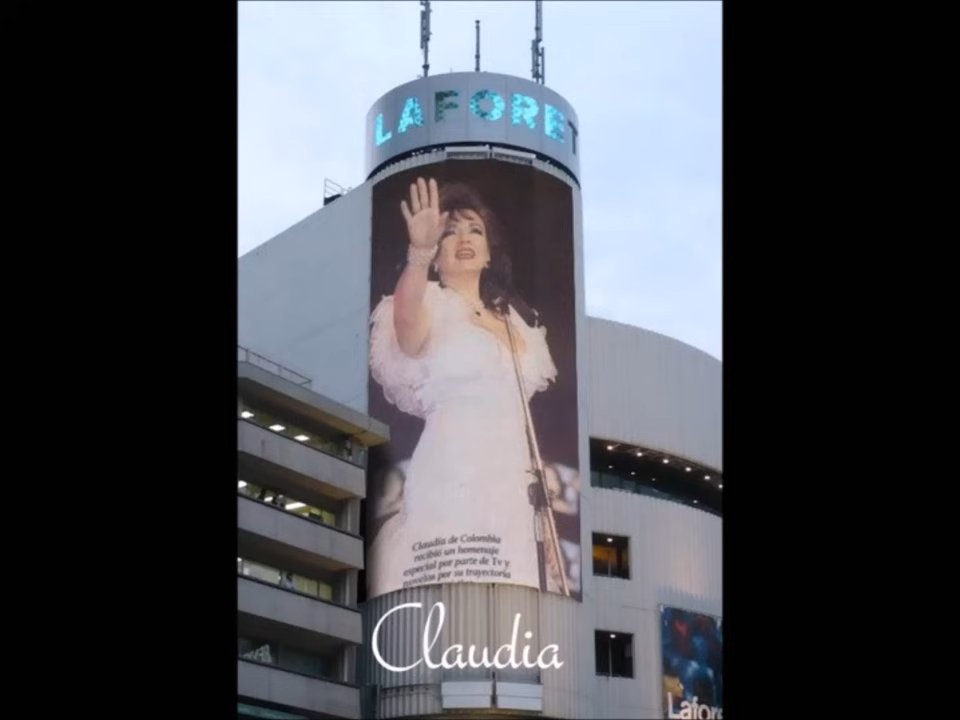 LAFORET
Claudia de Colombia
recibió un homenaje
especial por parte de Tv y
novelas por su trayectoria
Claudia
Lafore